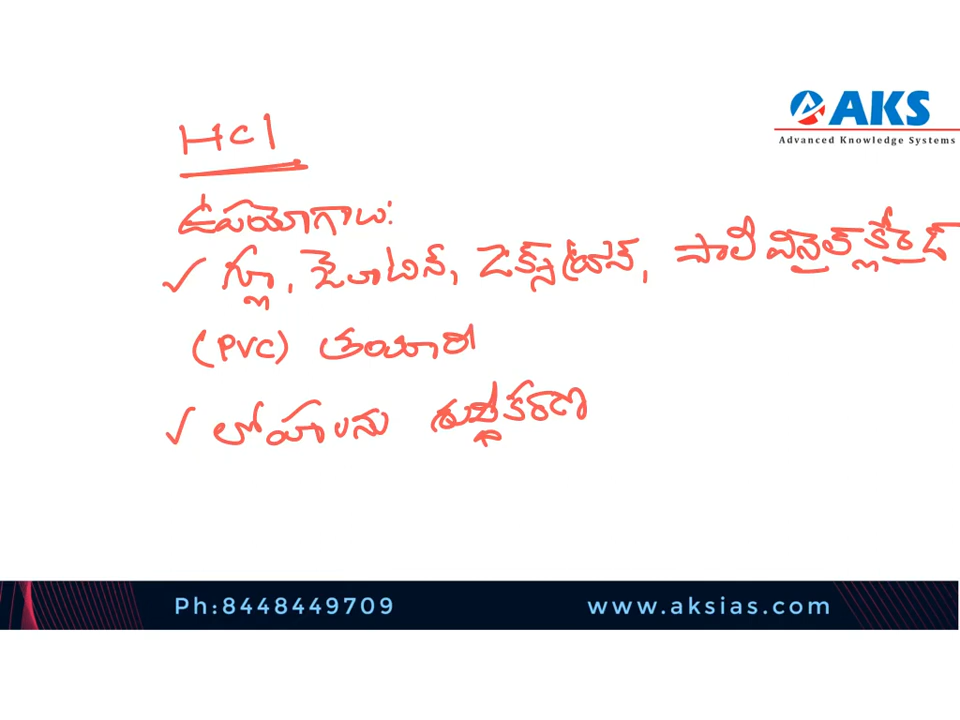 AKS
Advanced Knowledge Systems
HCl
ఉపయోగాలు:
✓ గ్లూ, జెలాటిన్, డెక్స్ట్రోస్, పాలీ వినైల్ క్లోరైడ్
(PVC) తయారీ
✓ లోహాలను శుద్ధీకరణ
Ph:8448449709
www.aksias.com